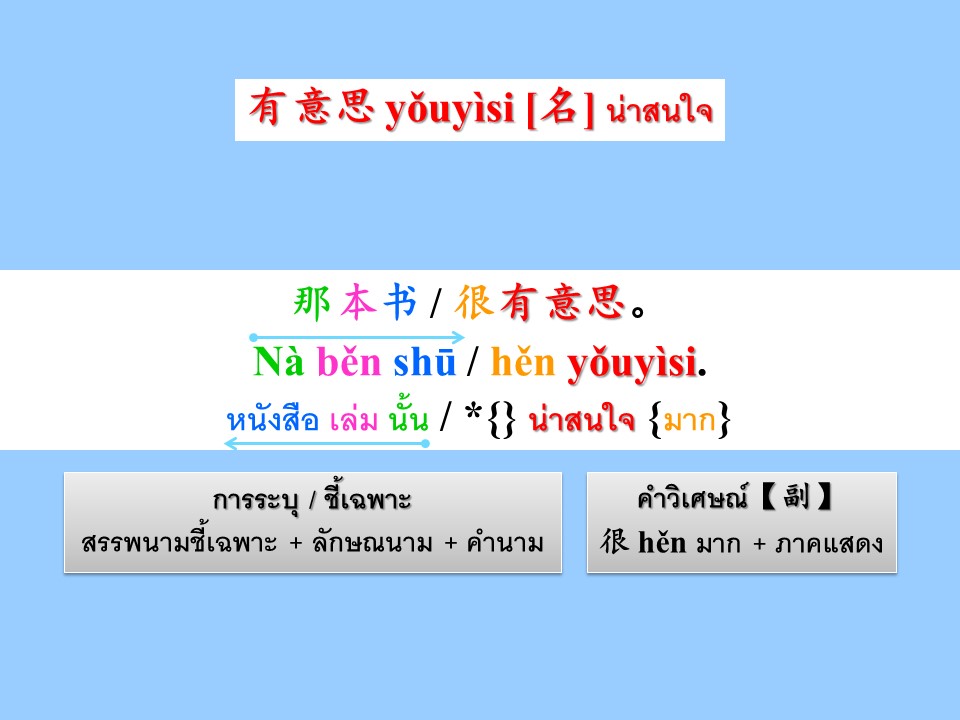 有意思 yǒuyìsi [名] น่าสนใจ
那本书 / 很有意思。
Nà běn shū / hěn yǒuyìsi.
หนังสือ เล่ม นั้น / *{} น่าสนใจ {มาก}
การระบุ / ชี้เฉพาะ
สรรพนามชี้เฉพาะ + ลักษณนาม + คำนาม
คำวิเศษณ์【副】
很 hěn มาก + ภาคแสดง